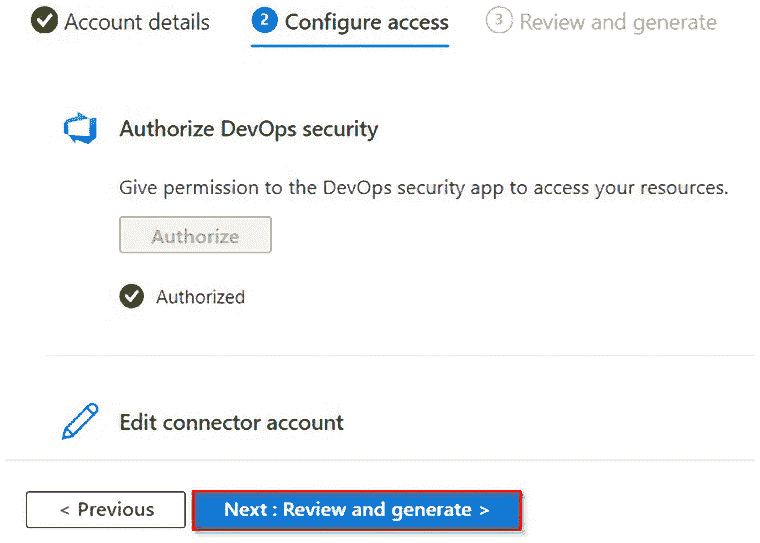 Account details 2 Configure access 3 Review and generate
Authorize DevOps security
Give permission to the DevOps security app to access your resources.
Authorize
Authorized
Edit connector account
< Previous Next : Review and generate >